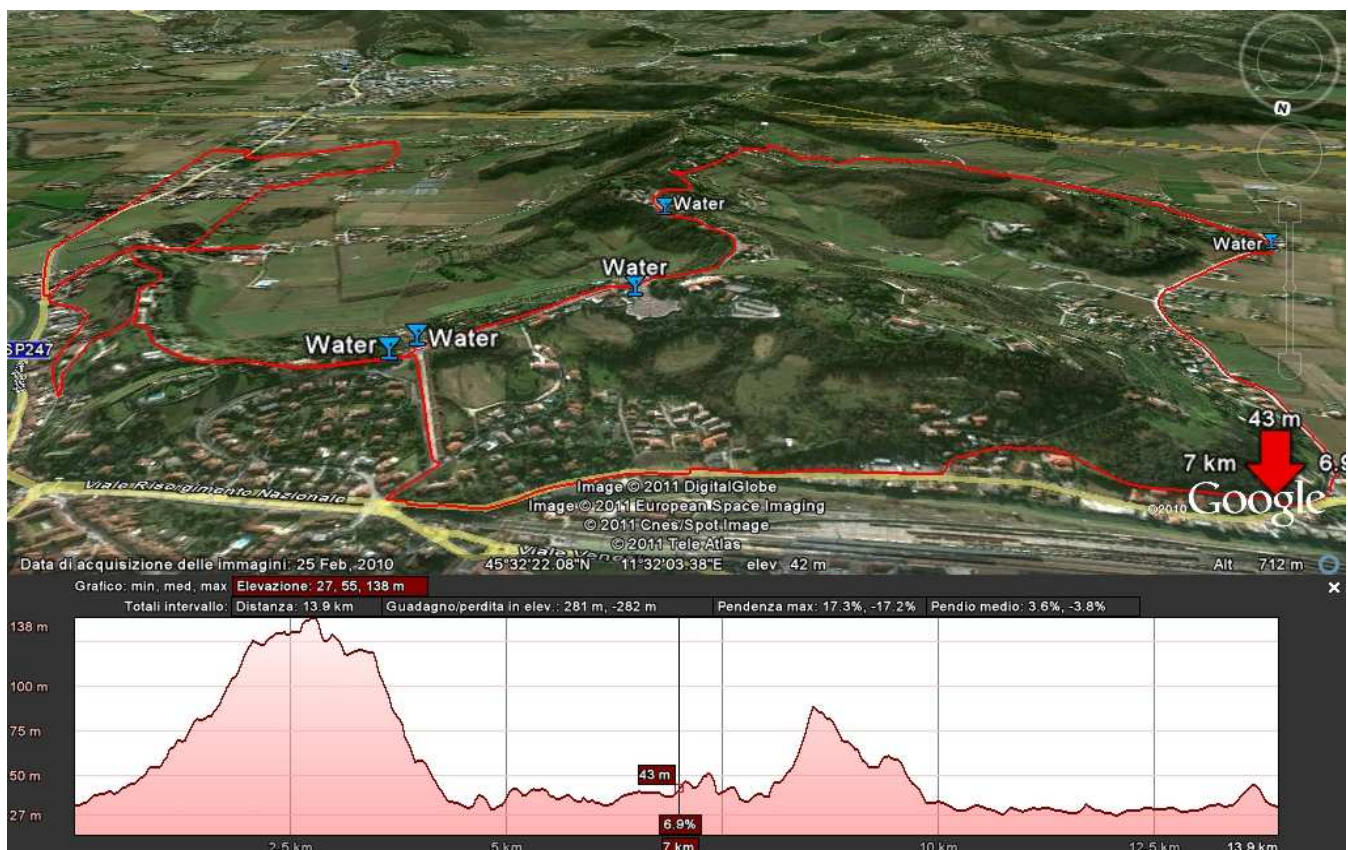 N
Water
Water
Water
Water Water
SP247
43 m
7 km 6.9
©2010 Google
Viale Risorgimento Nazionale
Image © 2011 DigitalGlobe
Image © 2011 European Space Imaging
© 2011 Cnes/Spot Image
© 2011 Tele Atlas
Data di acquisizione delle immagini: 25 Feb, 2010 45°32'22.08"N 11°32'03.38"E elev 42 m Alt 712 m
Grafico: min, med, max Elevazione: 27, 55, 138 m
Totali intervallo: Distanza: 13.9 km Guadagno/perdita in elev.: 281 m, -282 m Pendenza max: 17.3%, -17.2% Pendio medio: 3.6%, -3.8%
138 m
100 m
75 m
50 m
43 m
27 m
6.9%
2.5 km 5 km 7 km 10 km 12.5 km 13.9 km